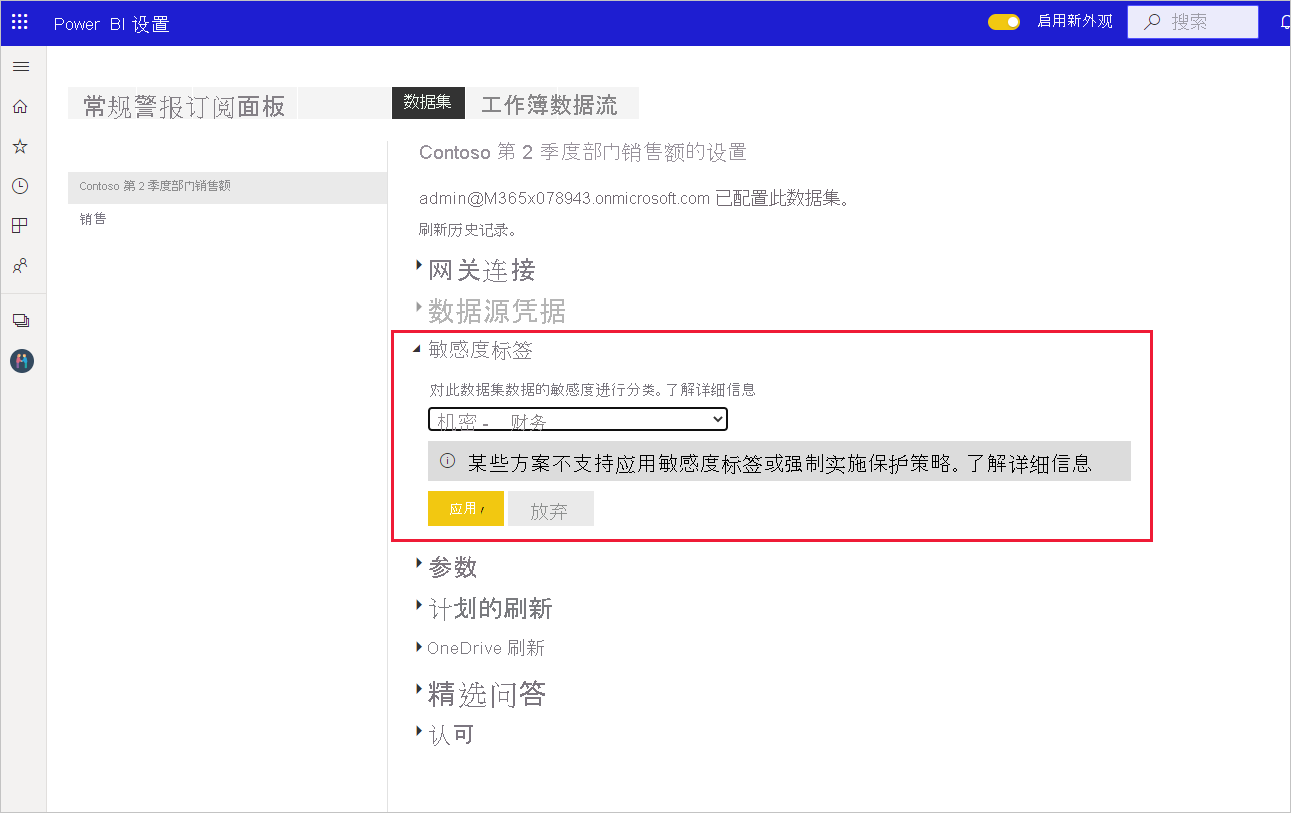 Power BI 设置
启用新外观
搜索
常规警报订阅面板
数据集
工作簿数据流
Contoso 第 2 季度部门销售额的设置
Contoso 第 2 季度部门销售额
销售
admin@M365x078943.onmicrosoft.com 已配置此数据集。
刷新历史记录。
网关连接
数据源凭据
敏感度标签
对此数据集数据的敏感度进行分类。了解详细信息
机密 - 财务
某些方案不支持应用敏感度标签或强制实施保护策略。了解详细信息
应用
放弃
参数
计划的刷新
OneDrive 刷新
精选问答
认可